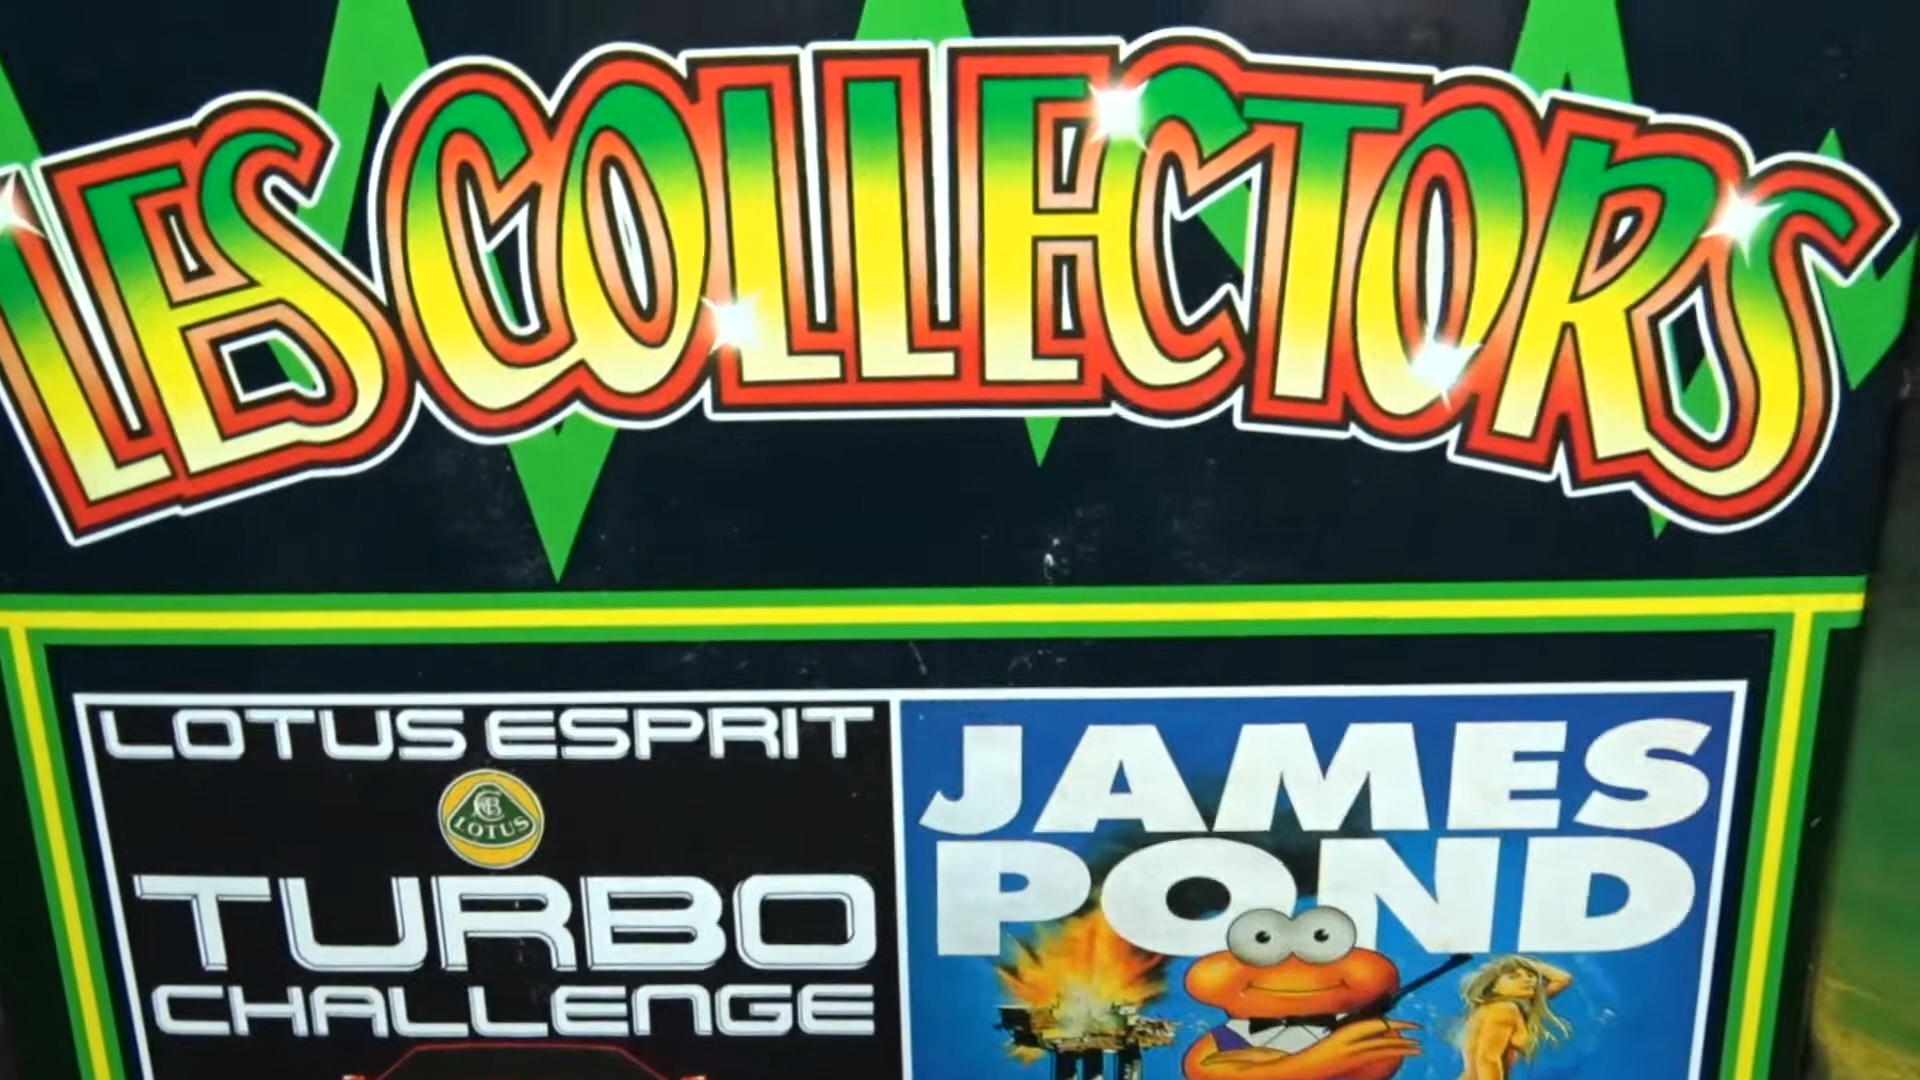 LES COLLECTORS
LOTUS ESPRIT
LOTUS
TURBO
CHALLENGE
JAMES
POND